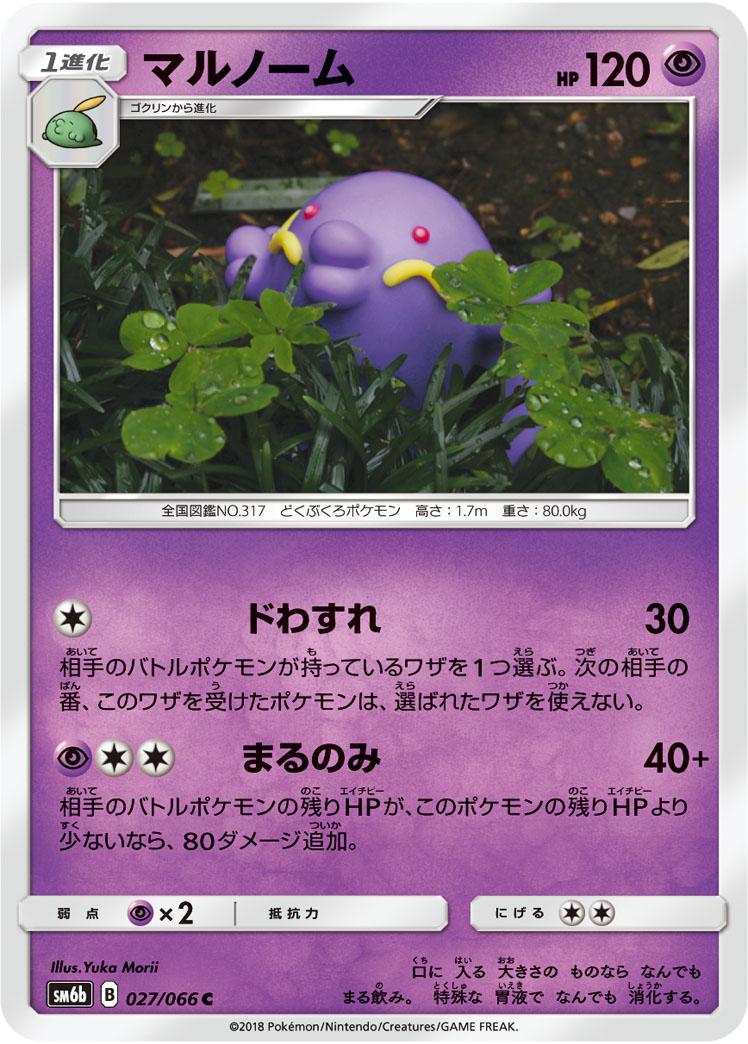 1進化
マルノーム
HP 120
ゴクリンから進化
全国図鑑NO.317 どくぶくろポケモン 高さ:1.7m 重さ:80.0kg
ドわすれ 30
相手のバトルポケモンが持っているワザを1つ選ぶ。次の相手の
番、このワザを受けたポケモンは、選ばれたワザを使えない。
まるのみ 40+
相手のバトルポケモンの残りHPが、このポケモンの残りHPより
少ないなら、80ダメージ追加。
弱点 ×2 抵抗力 にげる
Illus.Yuka Morii
口に 入る 大きさの ものなら なんでも
まる飲み。 特殊な 胃液で なんでも 消化する。
SM6b B 027/066 C
©2018 Pokémon/Nintendo/Creatures/GAME FREAK.